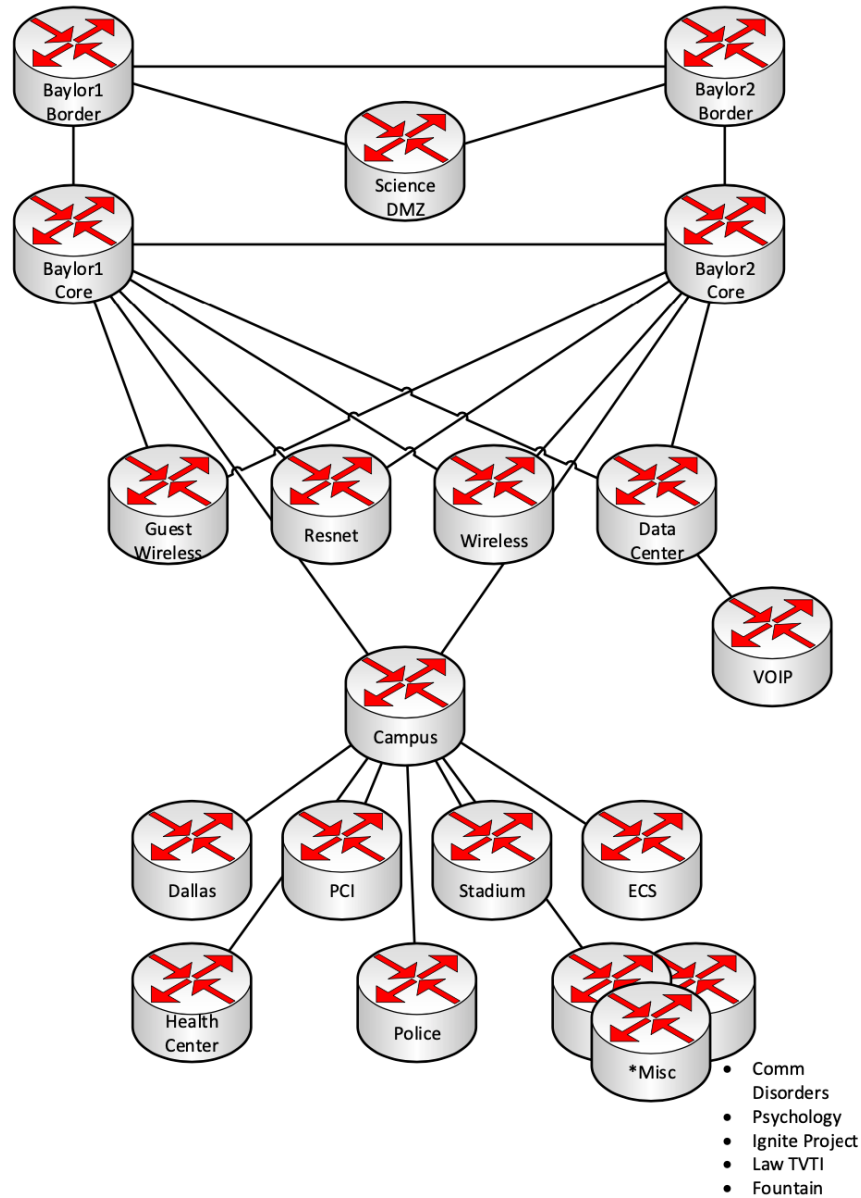 Baylor1
Border
Baylor2
Border
Science
DMZ
Baylor1
Core
Baylor2
Core
Guest
Wireless
Resnet
Wireless
Data
Center
VOIP
Campus
Dallas
PCI
Stadium
ECS
Health
Center
Police
*Misc
• Comm
Disorders
• Psychology
• Ignite Project
• Law TVTI
• Fountain